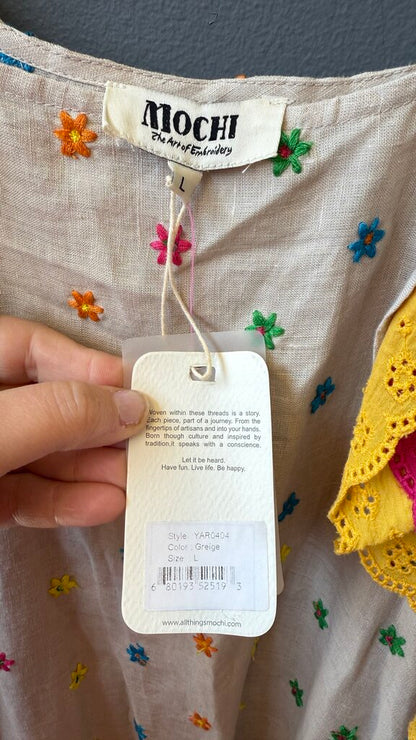 MOCHI
The Art of Embroidery
L
Woven within these threads is a story.
Each piece, part of a journey. From the
fingertips of artisans and into your hands.
Born though culture and inspired by
tradition,it speaks with a conscience.
Let it be heard.
Have fun. Live life. Be happy.
Style : YAR0404
Color : Greige
Size : L
6 80193 52519 3
www.allthingsmochi.com